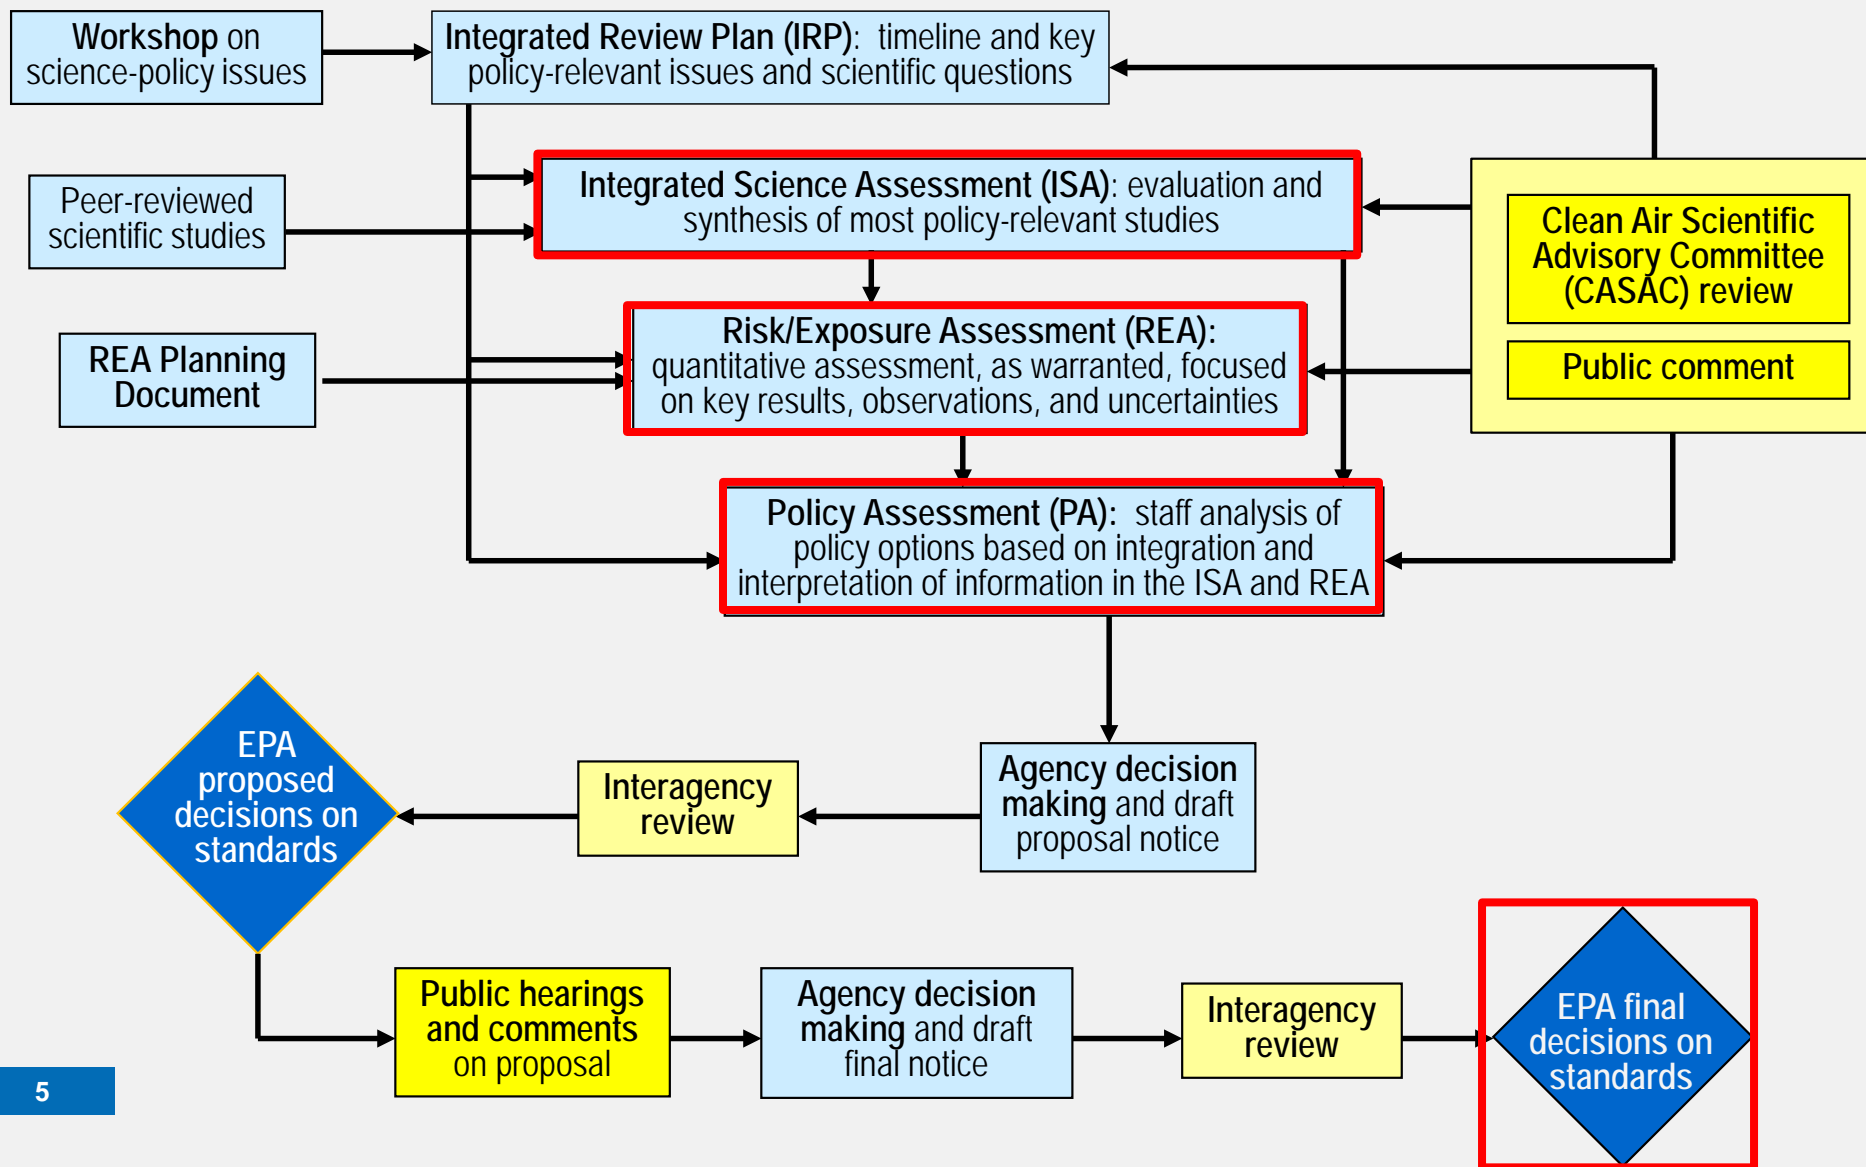 Workshop on
science-policy issues
Integrated Review Plan (IRP): timeline and key
policy-relevant issues and scientific questions
Peer-reviewed
scientific studies
Integrated Science Assessment (ISA): evaluation and
synthesis of most policy-relevant studies
Clean Air Scientific
Advisory Committee
(CASAC) review
Public comment
REA Planning
Document
Risk/Exposure Assessment (REA):
quantitative assessment, as warranted, focused
on key results, observations, and uncertainties
Policy Assessment (PA): staff analysis of
policy options based on integration and
interpretation of information in the ISA and REA
Agency decision
making and draft
proposal notice
Interagency
review
EPA
proposed
decisions on
standards
Public hearings
and comments
on proposal
Agency decision
making and draft
final notice
Interagency
review
EPA final
decisions on
standards
5